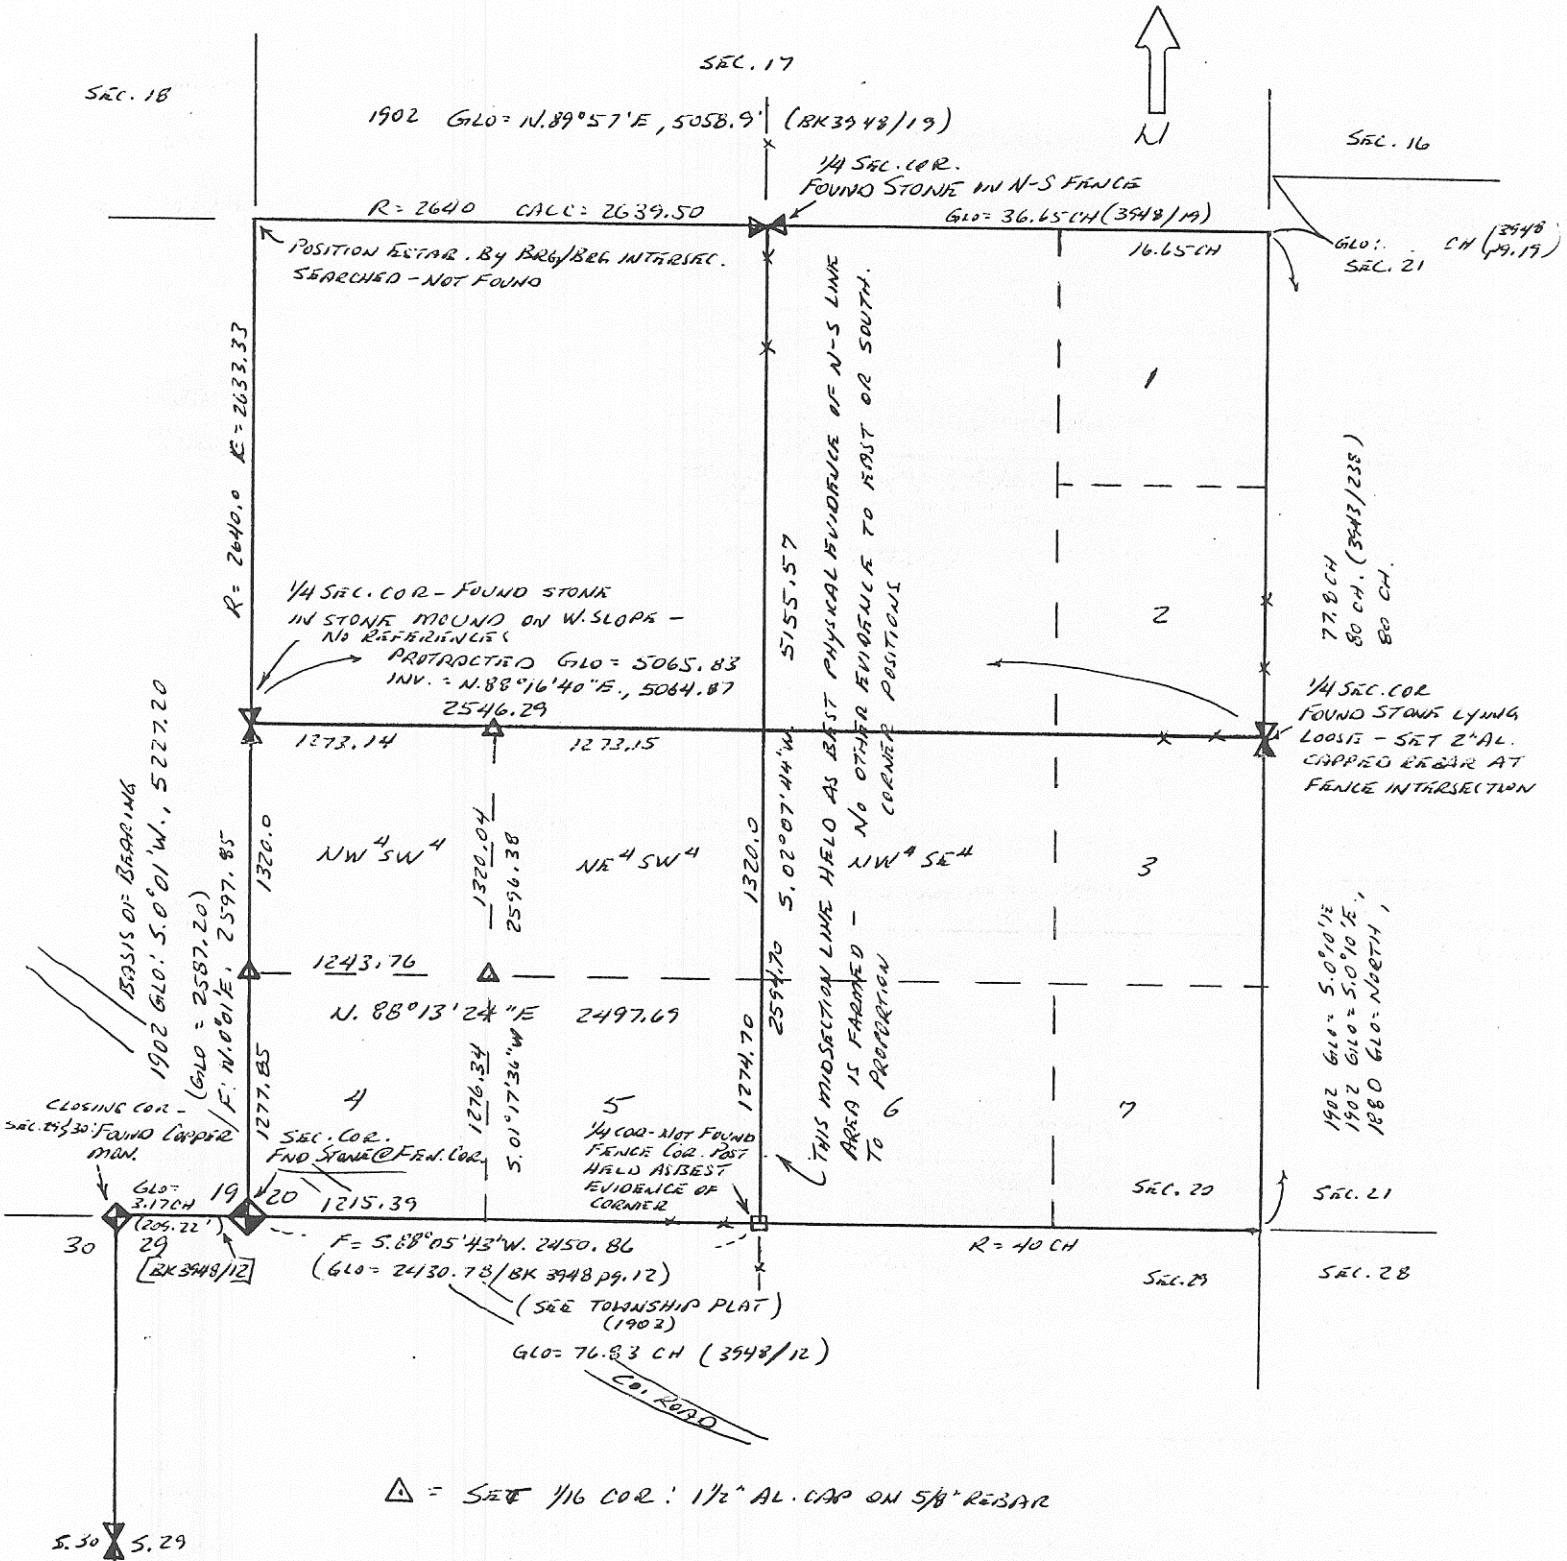 SEC. 17
SEC. 18
1902 GLO= N.89°57'E, 5058.9' (BK3948/19)
N
SEC. 16
1/4 SEC. COR.
FOUND STONE IN N-S FENCE
R= 2640 CALC= 2639.50
GLO= 36.65 CH (3948/19)
16.65 CH
GLO: CH (3948
SEC. 21
POSITION ESTAB. BY BRG/BRG INTERSEC.
SEARCHED - NOT FOUND
1
R= 2640.0 = 2633.33
THIS MIDSECTION LINE HELD AS BEST PHYSICAL EVIDENCE OF N-S LINE
AREA IS FARMED - NO OTHER EVIDENCE TO EAST OR SOUTH.
TO PROPORTION CORNER POSITIONS
5155.57
S.02°07'44"W.
77.8 CH
80 CH. (3943/238)
80 CH.
1/4 SEC. COR - FOUND STONE
IN STONE MOUND ON W. SLOPE -
NO REFERENCES
PROTRACTED GLO= 5065.83
INV. = N.88°16'40"E., 5064.87
2546.29
2
1/4 SEC. COR
FOUND STONE LYING
LOOSE - SET 2" AL.
CAPPED REBAR AT
FENCE INTERSECTION
1273.14
1273.15
BASIS OF BEARING
1902 GLO: S.0°01'W., 5227.20
(GLO = 2587.20)
F: N.0°01'E. 2597.85
1320.0
NW 4 SW 4
1320.04
2596.38
NE 4 SW 4
1320.0
NW 4 SE 4
3
1243.76
N. 88°13'24"E 2497.69
2594.70
1902 GLO= S.0°10'E
1902 GLO= S.0°10'E.,
1880 GLO= NORTH,
1277.85
4
1276.34
S.01°17'36"W
5
1274.70
6
7
CLOSING COR -
SEC. 29&30: FOUND COPPER
MON.
SEC. COR.
FND STONE @ FEN. COR.
1/4 COR - NOT FOUND
FENCE COR. POST
HELD AS BEST
EVIDENCE OF
CORNER
GLO=
3.17 CH
(209.22')
19
20
1215.39
SEC. 20
SEC. 21
30
29
[BK 3948/12]
F= S.88°05'43"W. 2450.86
(GLO= 2430.78/BK 3948 pg. 12)
R= 40 CH
SEC. 29
SEC. 28
(SEE TOWNSHIP PLAT)
(1903)
GLO= 76.83 CH (3948/12)
CO. ROAD
= SET 1/16 COR: 1 1/2" AL. CAP ON 5/8" REBAR
S. 30
S. 29